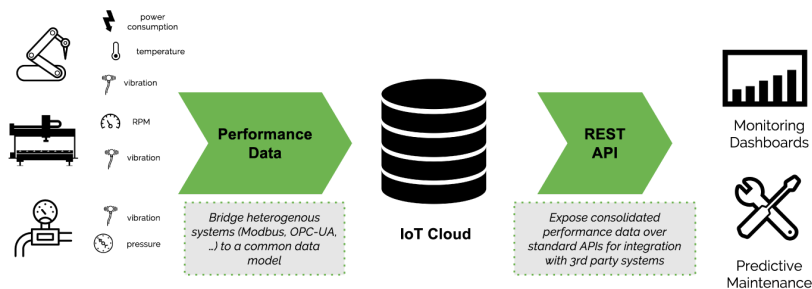 power
consumption
temperature
vibration
RPM
vibration
vibration
pressure
Performance
Data
Bridge heterogenous
systems (Modbus, OPC-UA,
..) to a common data
model
IoT Cloud
REST
API
Expose consolidated
performance data over
standard APIs for integration
with 3rd party systems
Monitoring
Dashboards
Predictive
Maintenance